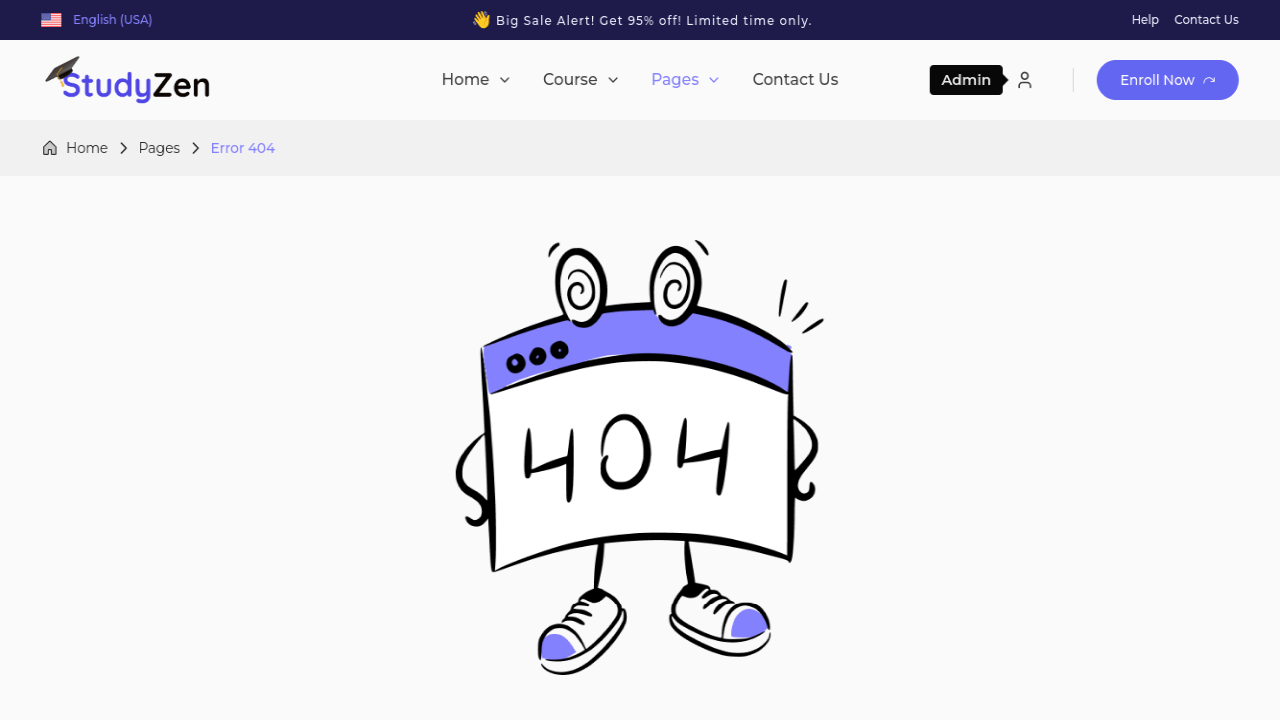 English (USA)
👋 Big Sale Alert! Get 95% off! Limited time only.
Help
Contact Us
StudyZen
Home
Course
Pages
Contact Us
Admin
Enroll Now
Home
Pages
Error 404
404